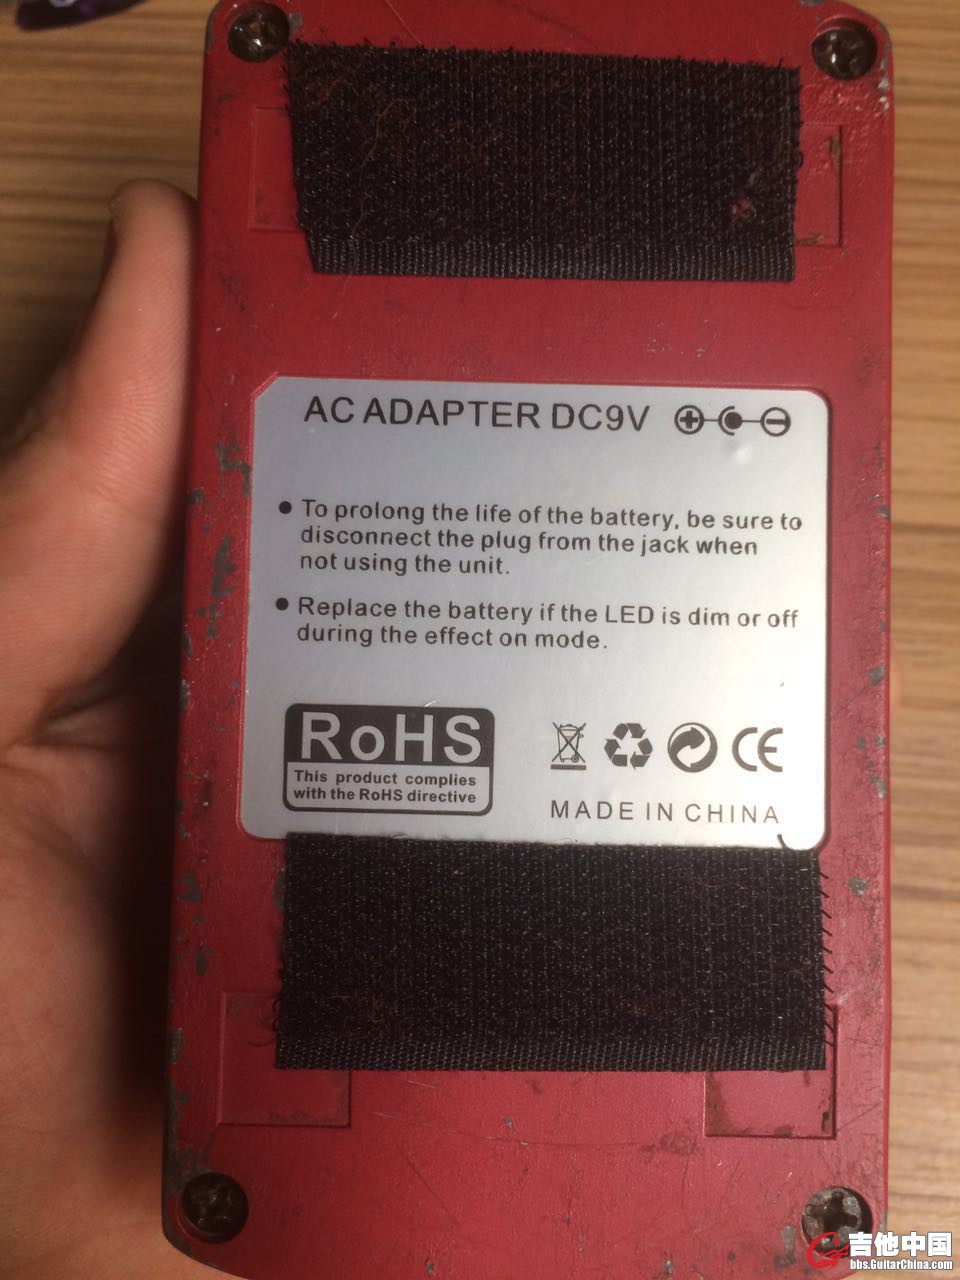 AC ADAPTER DC9V
● To prolong the life of the battery, be sure to
disconnect the plug from the jack when
not using the unit.
● Replace the battery if the LED is dim or off
during the effect on mode.
RoHS
This product complies
with the RoHS directive
CE
MADE IN CHINA
吉他中国
bbs.GuitarChina.com